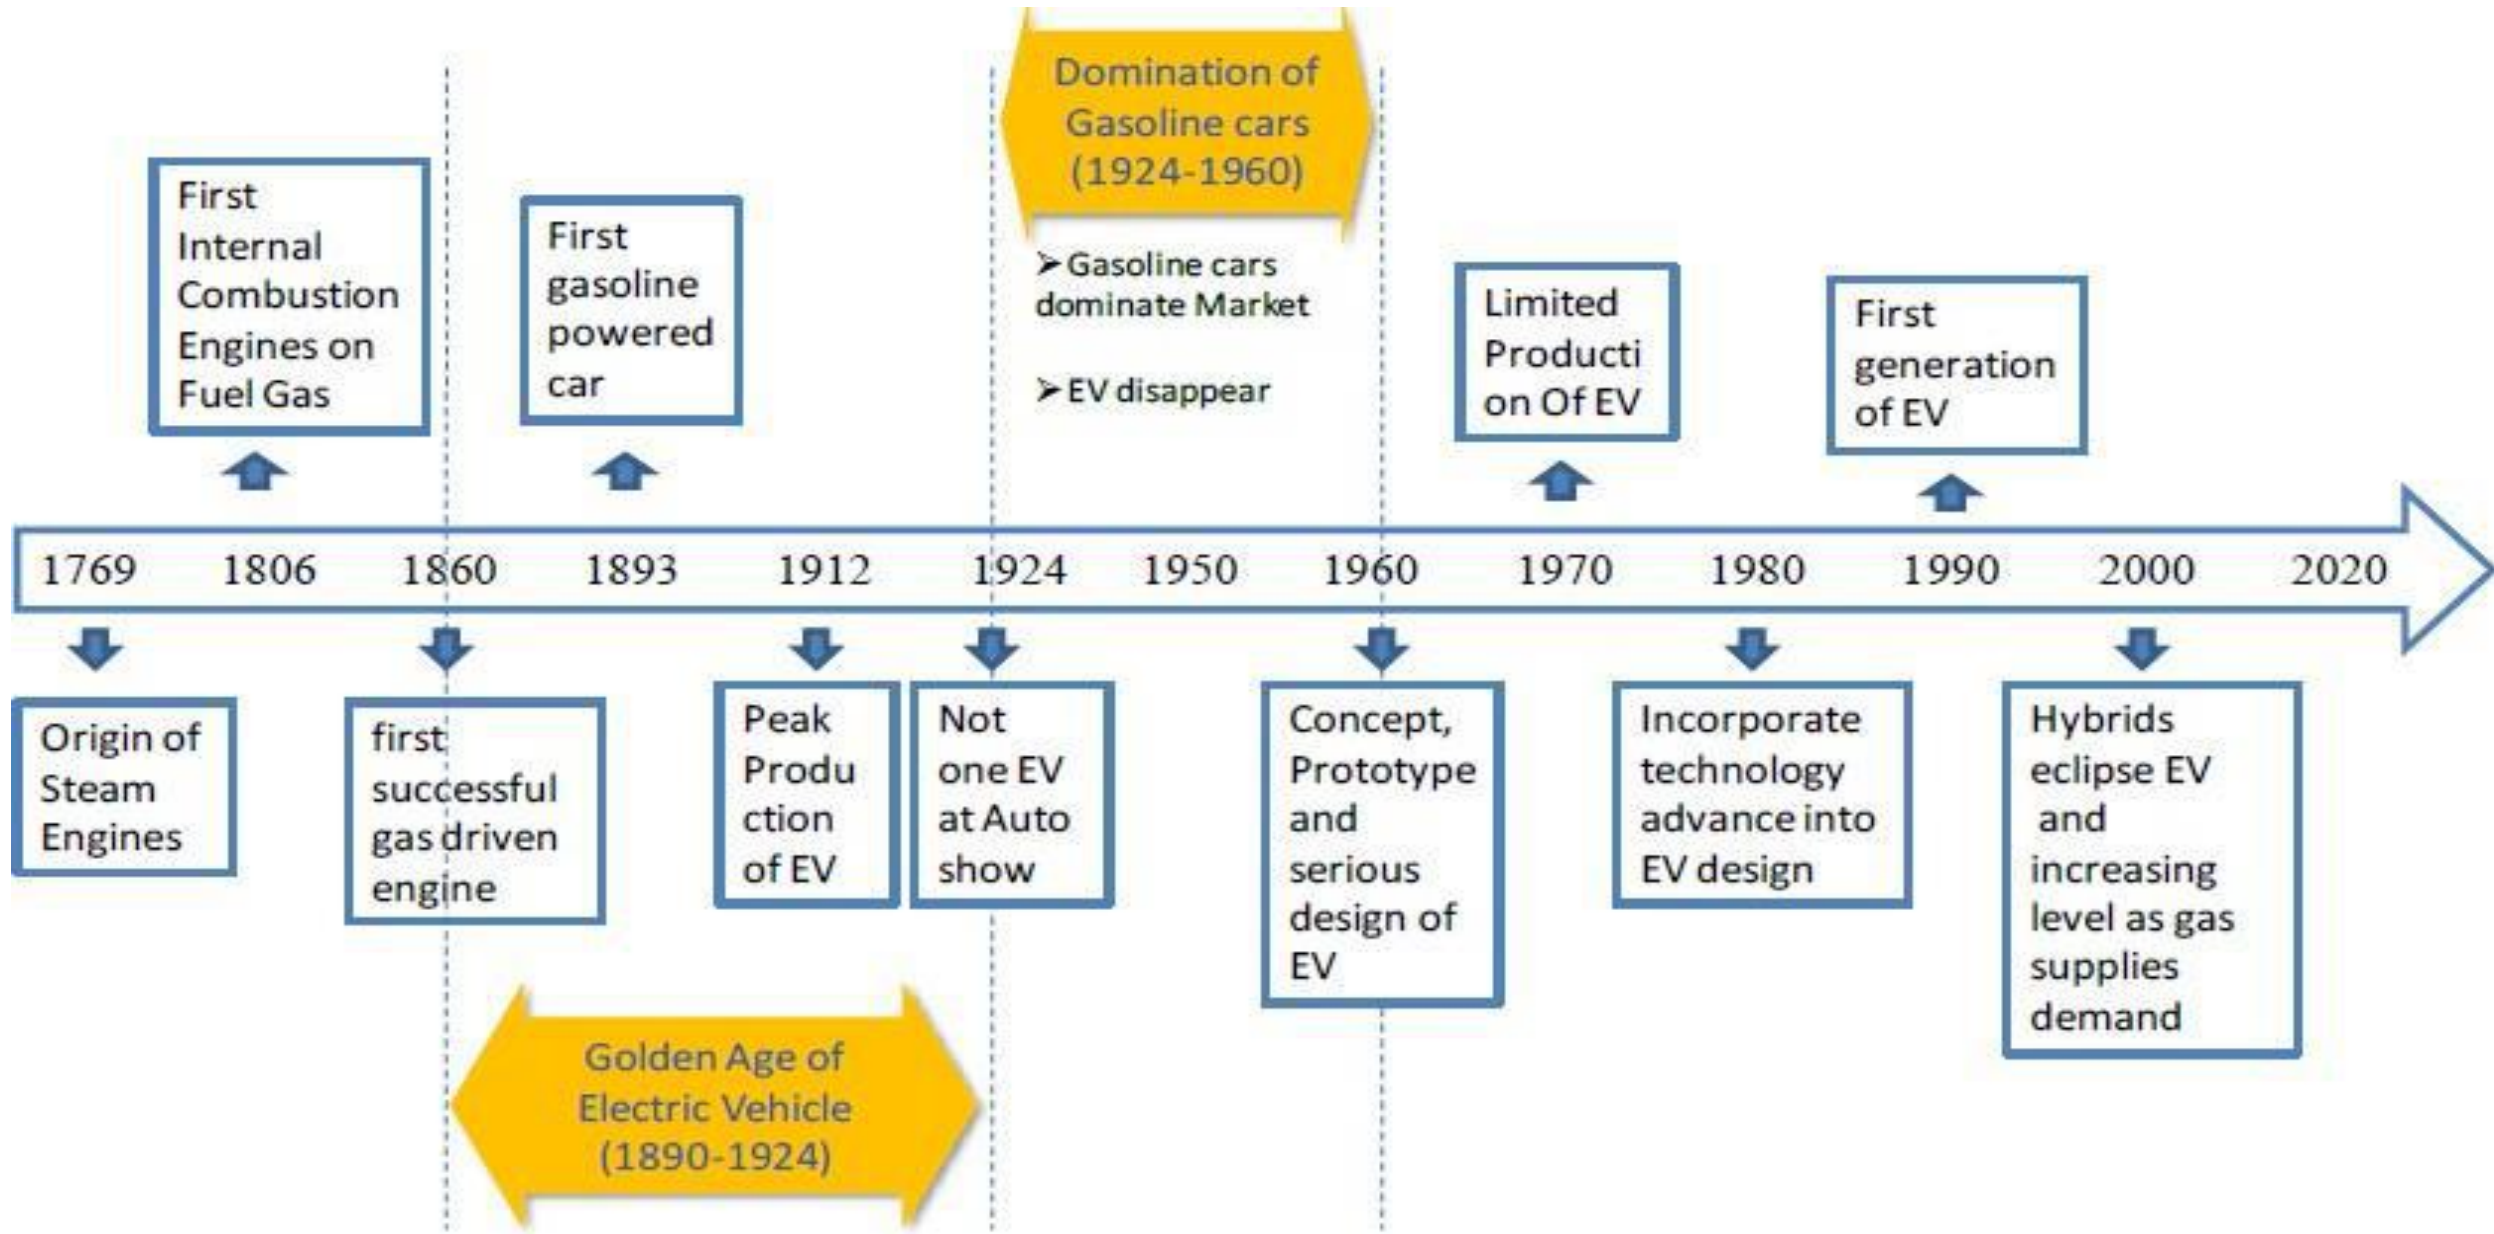 Domination of
Gasoline cars
(1924-1960)
First
Internal
Combustion
Engines on
Fuel Gas
First
gasoline
powered
car
➢Gasoline cars
dominate Market
➢EV disappear
Limited
Producti
on Of EV
First
generation
of EV
1769 1806 1860 1893 1912 1924 1950 1960 1970 1980 1990 2000 2020
Origin of
Steam
Engines
first
successful
gas driven
engine
Peak
Produ
ction
of EV
Not
one EV
at Auto
show
Concept,
Prototype
and
serious
design of
EV
Incorporate
technology
advance into
EV design
Hybrids
eclipse EV
and
increasing
level as gas
supplies
demand
Golden Age of
Electric Vehicle
(1890-1924)